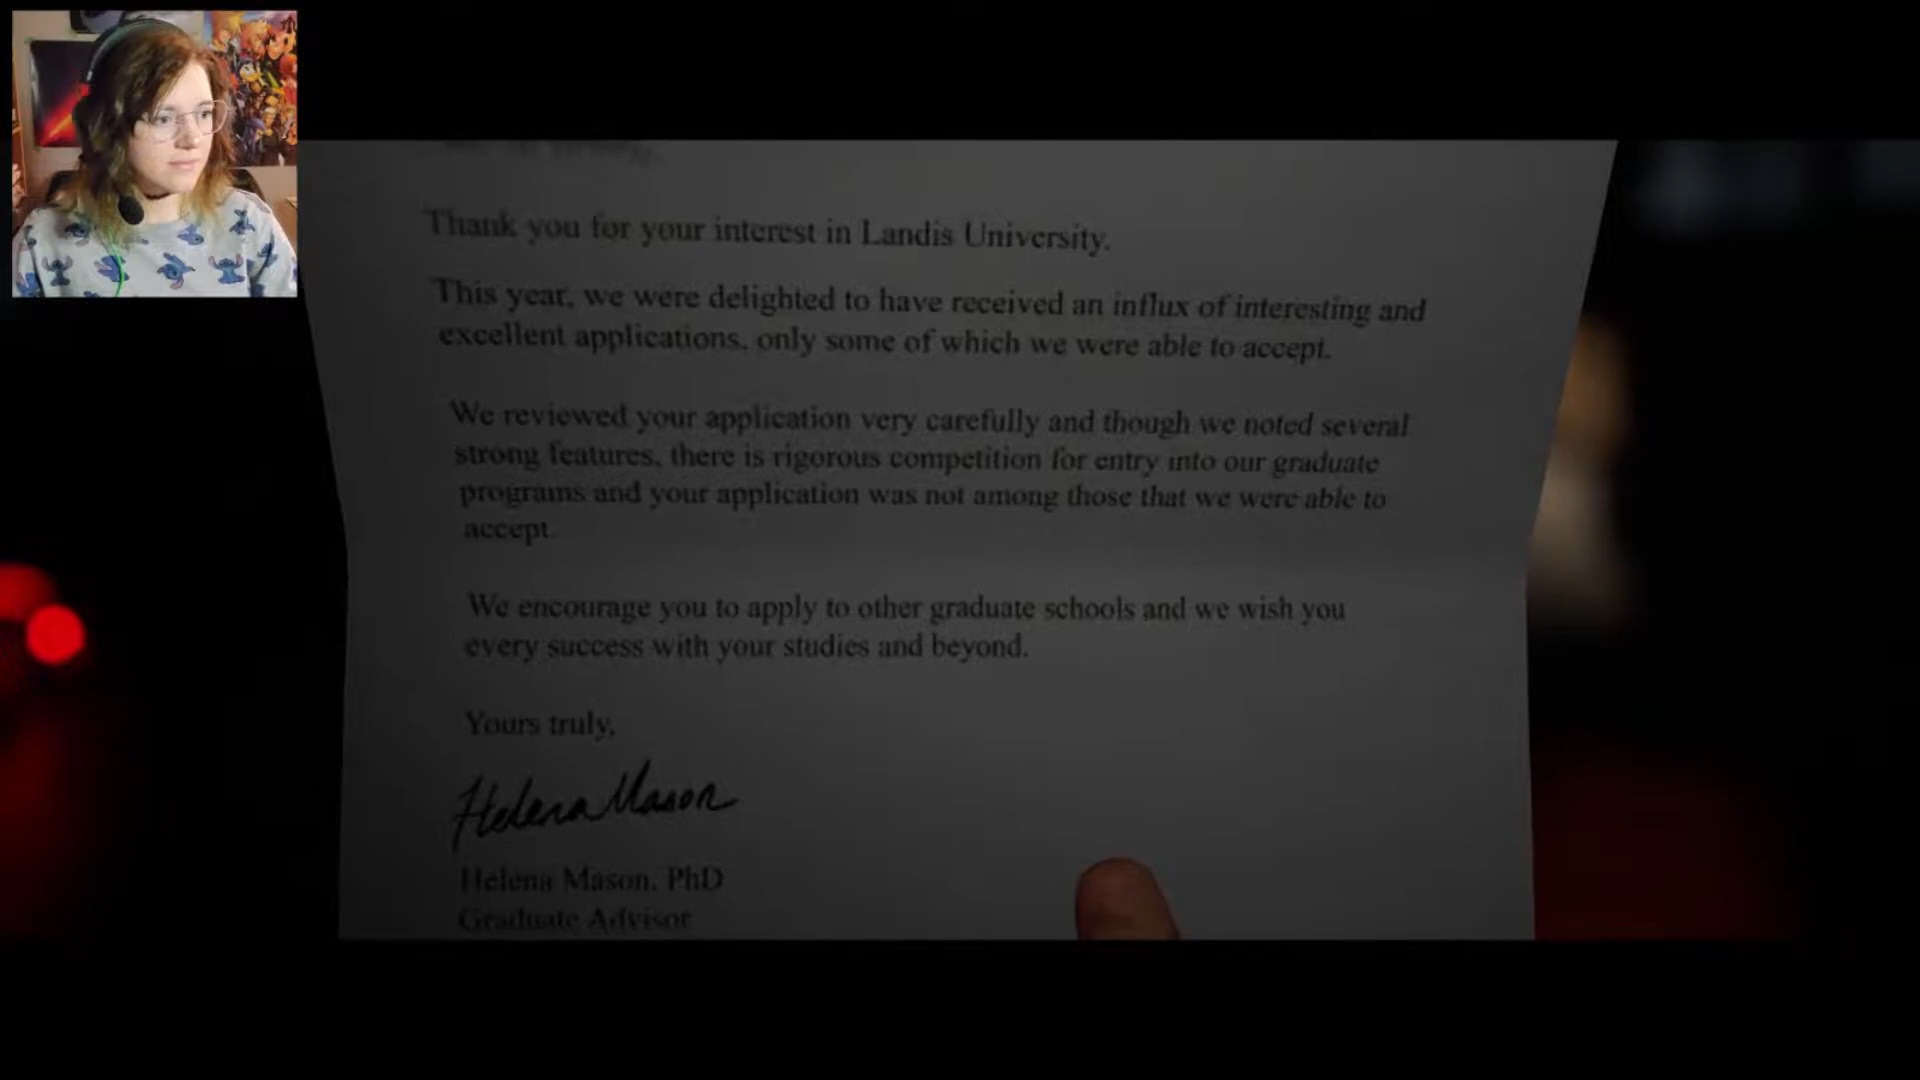 Thank you for your interest in Landis University.
This year, we were delighted to have received an influx of interesting and
excellent applications, only some of which we were able to accept.
We reviewed your application very carefully and though we noted several
strong features, there is rigorous competition for entry into our graduate
programs and your application was not among those that we were able to
accept.
We encourage you to apply to other graduate schools and we wish you
every success with your studies and beyond.
Yours truly,
Helena Mason
Helena Mason, PhD
Graduate Advisor